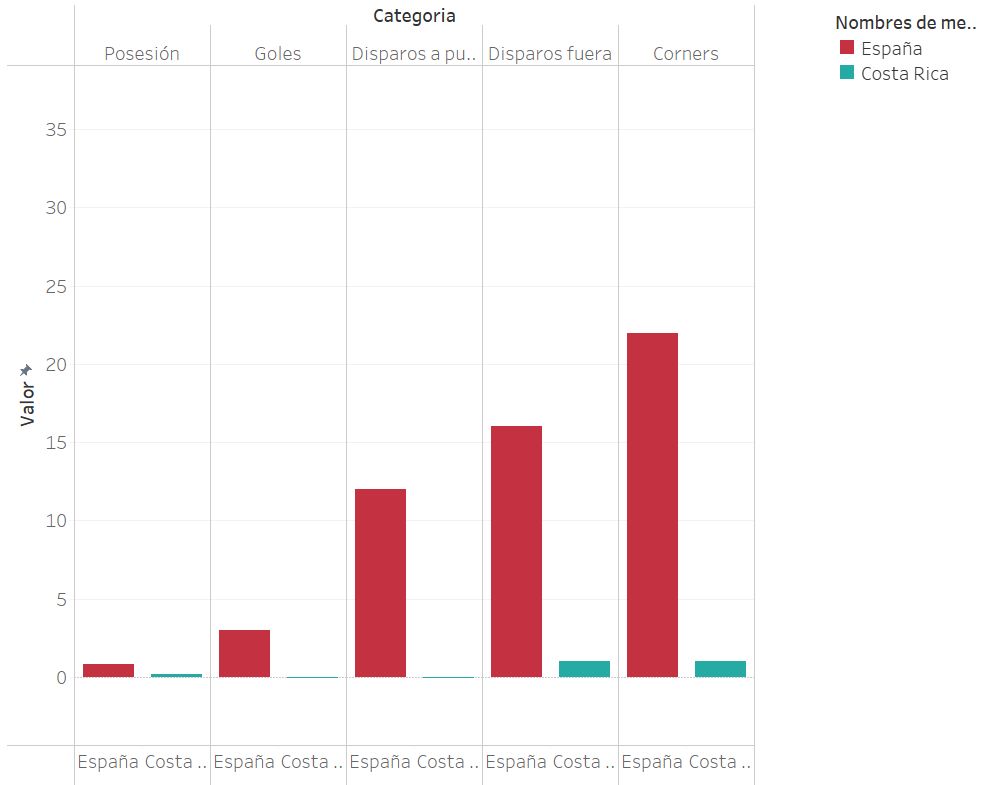 Categoria
Posesión Goles Disparos a pu.. Disparos fuera Corners
Nombres de me..
España
Costa Rica
35
30
25
20
15
10
5
0
Valor
España Costa .. España Costa .. España Costa .. España Costa .. España Costa ..